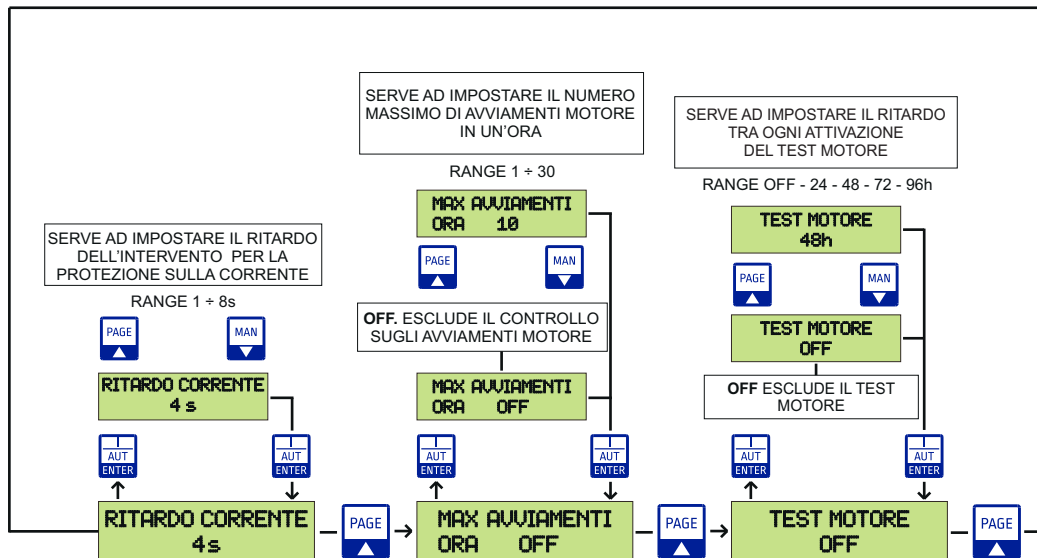 SERVE AD IMPOSTARE IL RITARDO
DELL'INTERVENTO PER LA
PROTEZIONE SULLA CORRENTE
RANGE 1 ÷ 8s
PAGE
MAN
RITARDO CORRENTE
4 s
AUT
ENTER
AUT
ENTER
RITARDO CORRENTE
4s
PAGE
SERVE AD IMPOSTARE IL NUMERO
MASSIMO DI AVVIAMENTI MOTORE
IN UN'ORA
RANGE 1 ÷ 30
MAX AVVIAMENTI
ORA 10
PAGE
MAN
OFF. ESCLUDE IL CONTROLLO
SUGLI AVVIAMENTI MOTORE
MAX AVVIAMENTI
ORA OFF
AUT
ENTER
AUT
ENTER
MAX AVVIAMENTI
ORA OFF
PAGE
SERVE AD IMPOSTARE IL RITARDO
TRA OGNI ATTIVAZIONE
DEL TEST MOTORE
RANGE OFF - 24 - 48 - 72 - 96h
TEST MOTORE
48h
PAGE
MAN
TEST MOTORE
OFF
OFF ESCLUDE IL TEST
MOTORE
AUT
ENTER
AUT
ENTER
TEST MOTORE
OFF
PAGE